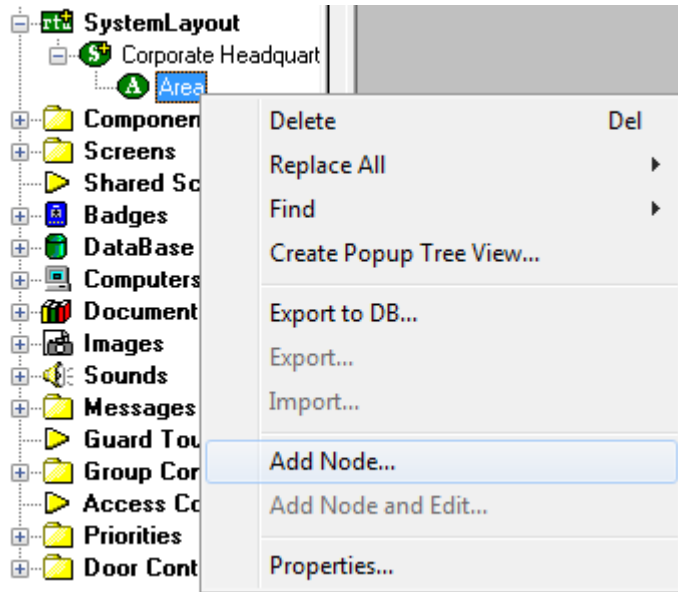 rtu SystemLayout
S Corporate Headquart
A Area
Componen
Screens
Shared Sc
Badges
DataBase
Computers
Document
Images
Sounds
Messages
Guard Tou
Group Cor
Access Cc
Priorities
Door Cont
Delete Del
Replace All
Find
Create Popup Tree View...
Export to DB...
Export...
Import...
Add Node...
Add Node and Edit...
Properties...